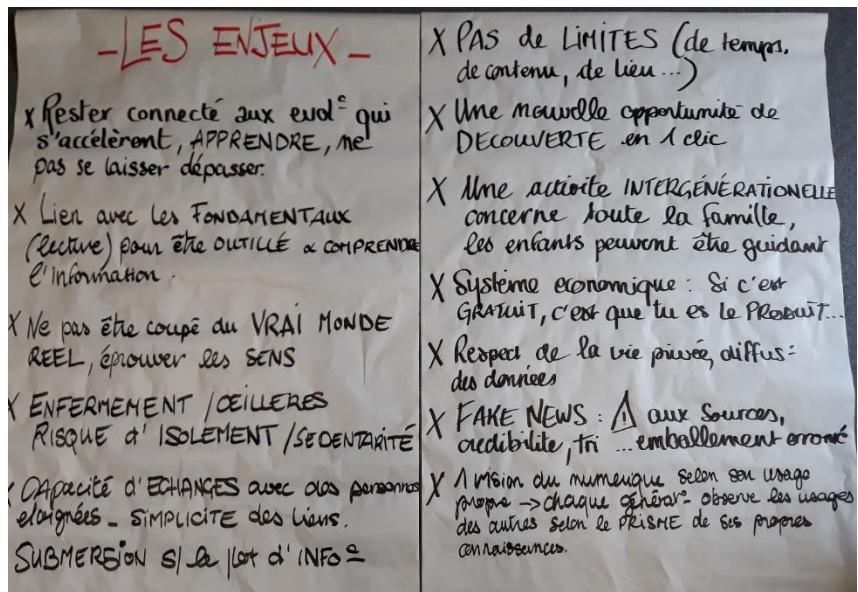 - LES ENJEUX -
X Rester connecté aux evol° qui
s'accélèrent, APPRENDRE, ne
pas se laisser dépasser.
X Lien avec les FONDAMENTAUX
(lecture) pour être OUTILLÉ & COMPRENDRE
l'information.
X Ne pas être coupé du VRAI MONDE
REEL, éprouver les SENS
X ENFERMEMENT / OEILLERES
RISQUE d'ISOLEMENT / SEDENTARITÉ
X CAPacité d'ECHANGES avec des personnes
eloignées - SIMPLICITE des liens.
SUBMERSION s/ le flot d'INFO°
X PAS de LIMITES (de temps,
de contenu, de lieu ...)
X Une nouvelle opportunité de
DECOUVERTE en 1 clic
X Une activite INTERGÉNÉRATIONELLE
concerne toute la famille,
les enfants peuvent être guidant
X Système economique : Si c'est
GRATUIT, c'est que tu es le PRODUIT...
X Respect de la vie privée, diffus°
des données
X FAKE NEWS : ⚠ aux sources,
credibilite, tri ... emballement erroné
X 1 vision du numerique selon son usage
propre → chaque générat° observe les usages
des autres selon le PRISME de ses propres
connaissances.